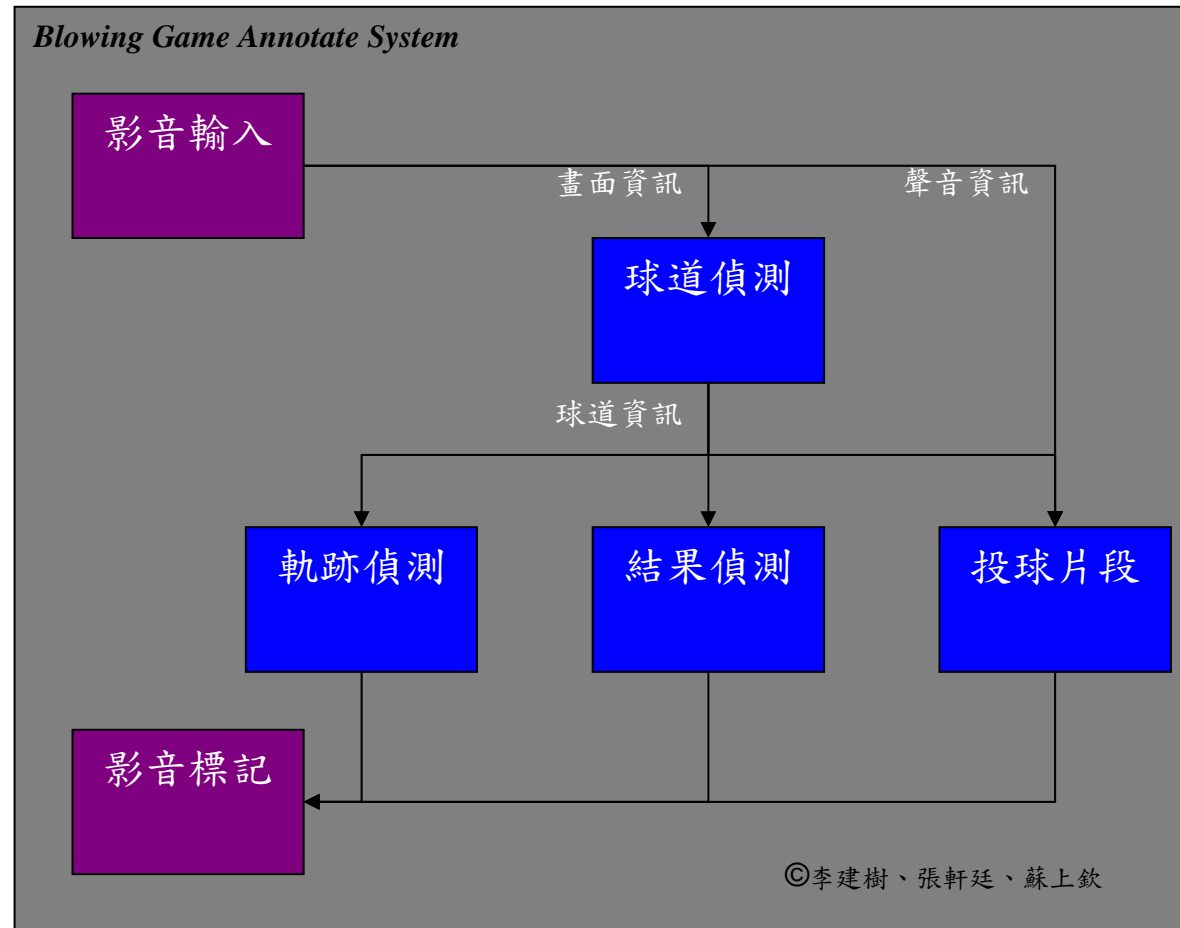 Blowing Game Annotate System
影音輸入
畫面資訊
聲音資訊
球道偵測
球道資訊
軌跡偵測
結果偵測
投球片段
影音標記
©李建樹、張軒廷、蘇上欽